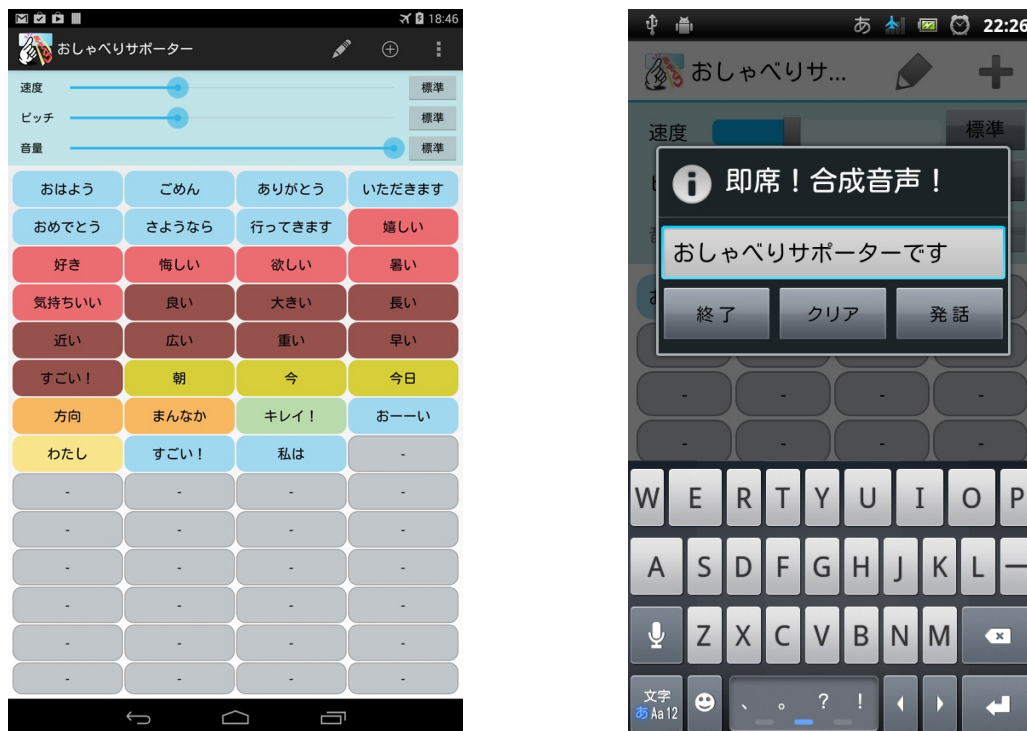 18:46
おしゃべりサポーター
速度 標準
ピッチ 標準
音量 標準
おはよう ごめん ありがとう いただきます
おめでとう さようなら 行ってきます 嬉しい
好き 悔しい 欲しい 暑い
気持ちいい 良い 大きい 長い
近い 広い 重い 早い
すごい！ 朝 今 今日
方向 まんなか キレイ！ おーーい
わたし すごい！ 私は -
- - - -
- - - -
- - - -
- - - -
- - - -
- - - -
あ 22:26
おしゃべりサ...
速度 標準
即席！合成音声！
おしゃべりサポーターです
終了 クリア 発話
- - - -
- - - -
W E R T Y U I O P
A S D F G H J K L ー
Z X C V B N M
文字 、 。 ? !
あ Aa 12